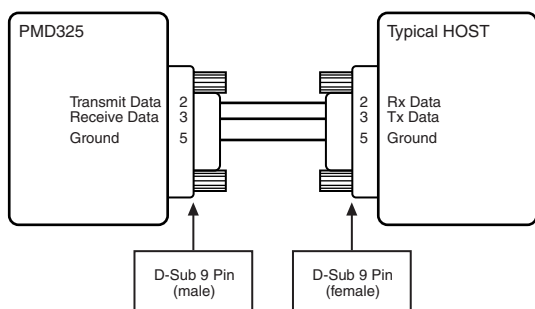 PMD325
Typical HOST
Transmit Data 2
Receive Data 3
Ground 5
2 Rx Data
3 Tx Data
5 Ground
D-Sub 9 Pin
(male)
D-Sub 9 Pin
(female)